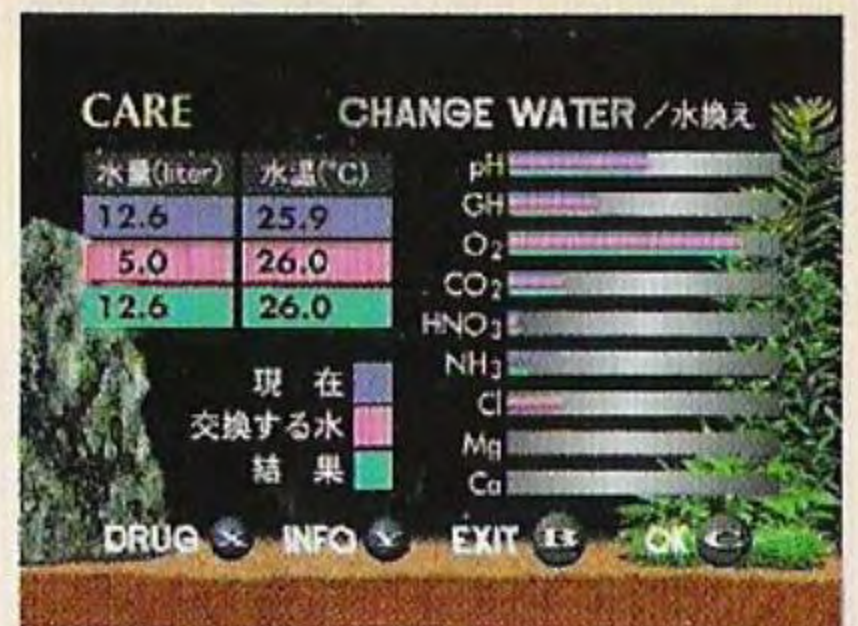 CARE
CHANGE WATER /水換え
水量(liter) 水温(°C)
12.6 25.9
5.0 26.0
12.6 26.0
現在
交換する水
結果
pH
GH
O2
CO2
HNO3
NH3
Cl
Mg
Ca
DRUG X INFO Y EXIT B OK C